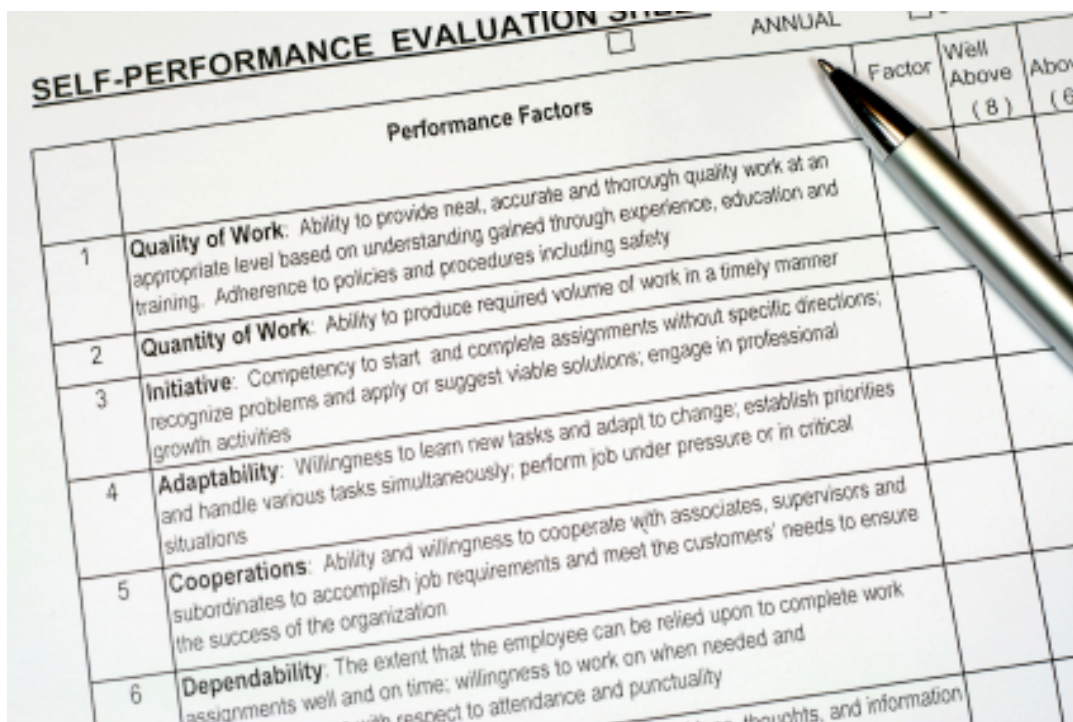 SELF-PERFORMANCE EVALUATION
ANNUAL
Performance Factors
Factor
Well
Above
( 8 )
1
Quality of Work: Ability to provide neat, accurate and thorough quality work at an
appropriate level based on understanding gained through experience, education and
training. Adherence to policies and procedures including safety
2
Quantity of Work: Ability to produce required volume of work in a timely manner
3
Initiative: Competency to start and complete assignments without specific directions;
recognize problems and apply or suggest viable solutions; engage in professional
growth activities
4
Adaptability: Willingness to learn new tasks and adapt to change; establish priorities
and handle various tasks simultaneously; perform job under pressure or in critical
situations
5
Cooperations: Ability and willingness to cooperate with associates, supervisors and
subordinates to accomplish job requirements and meet the customers' needs to ensure
the success of the organization
6
Dependability: The extent that the employee can be relied upon to complete work
assignments well and on time; willingness to work on when needed and
with respect to attendance and punctuality
thoughts, and information